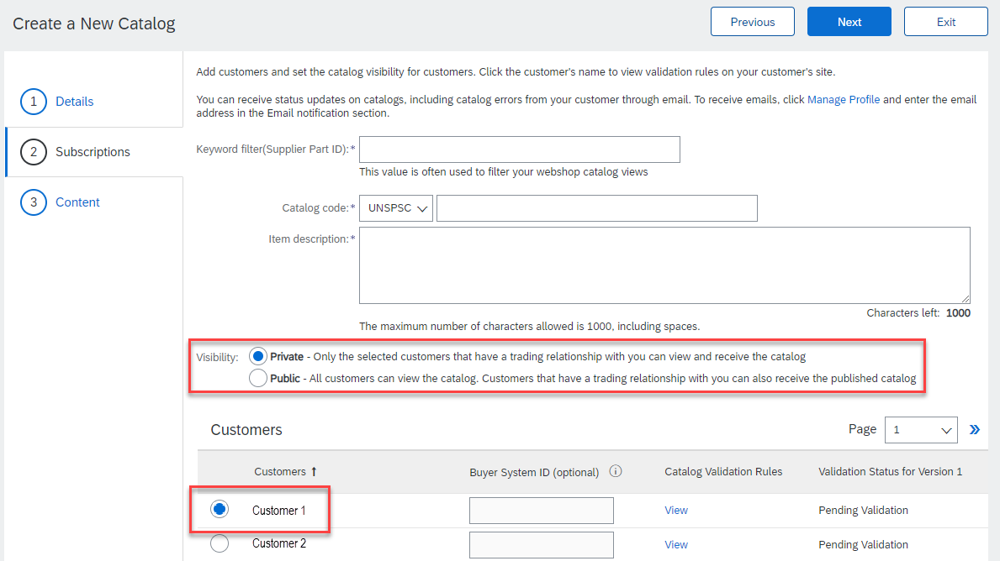 Create a New Catalog
Previous
Next
Exit
1 Details
2 Subscriptions
3 Content
Add customers and set the catalog visibility for customers. Click the customer's name to view validation rules on your customer's site.
You can receive status updates on catalogs, including catalog errors from your customer through email. To receive emails, click Manage Profile and enter the email
address in the Email notification section.
Keyword filter(Supplier Part ID):*
This value is often used to filter your webshop catalog views
Catalog code:* UNSPSC
Item description:*
Characters left: 1000
The maximum number of characters allowed is 1000, including spaces.
Visibility: Private - Only the selected customers that have a trading relationship with you can view and receive the catalog
Public - All customers can view the catalog. Customers that have a trading relationship with you can also receive the published catalog
Customers Page 1 »
Customers ↑ Buyer System ID (optional) i Catalog Validation Rules Validation Status for Version 1
Customer 1 View Pending Validation
Customer 2 View Pending Validation